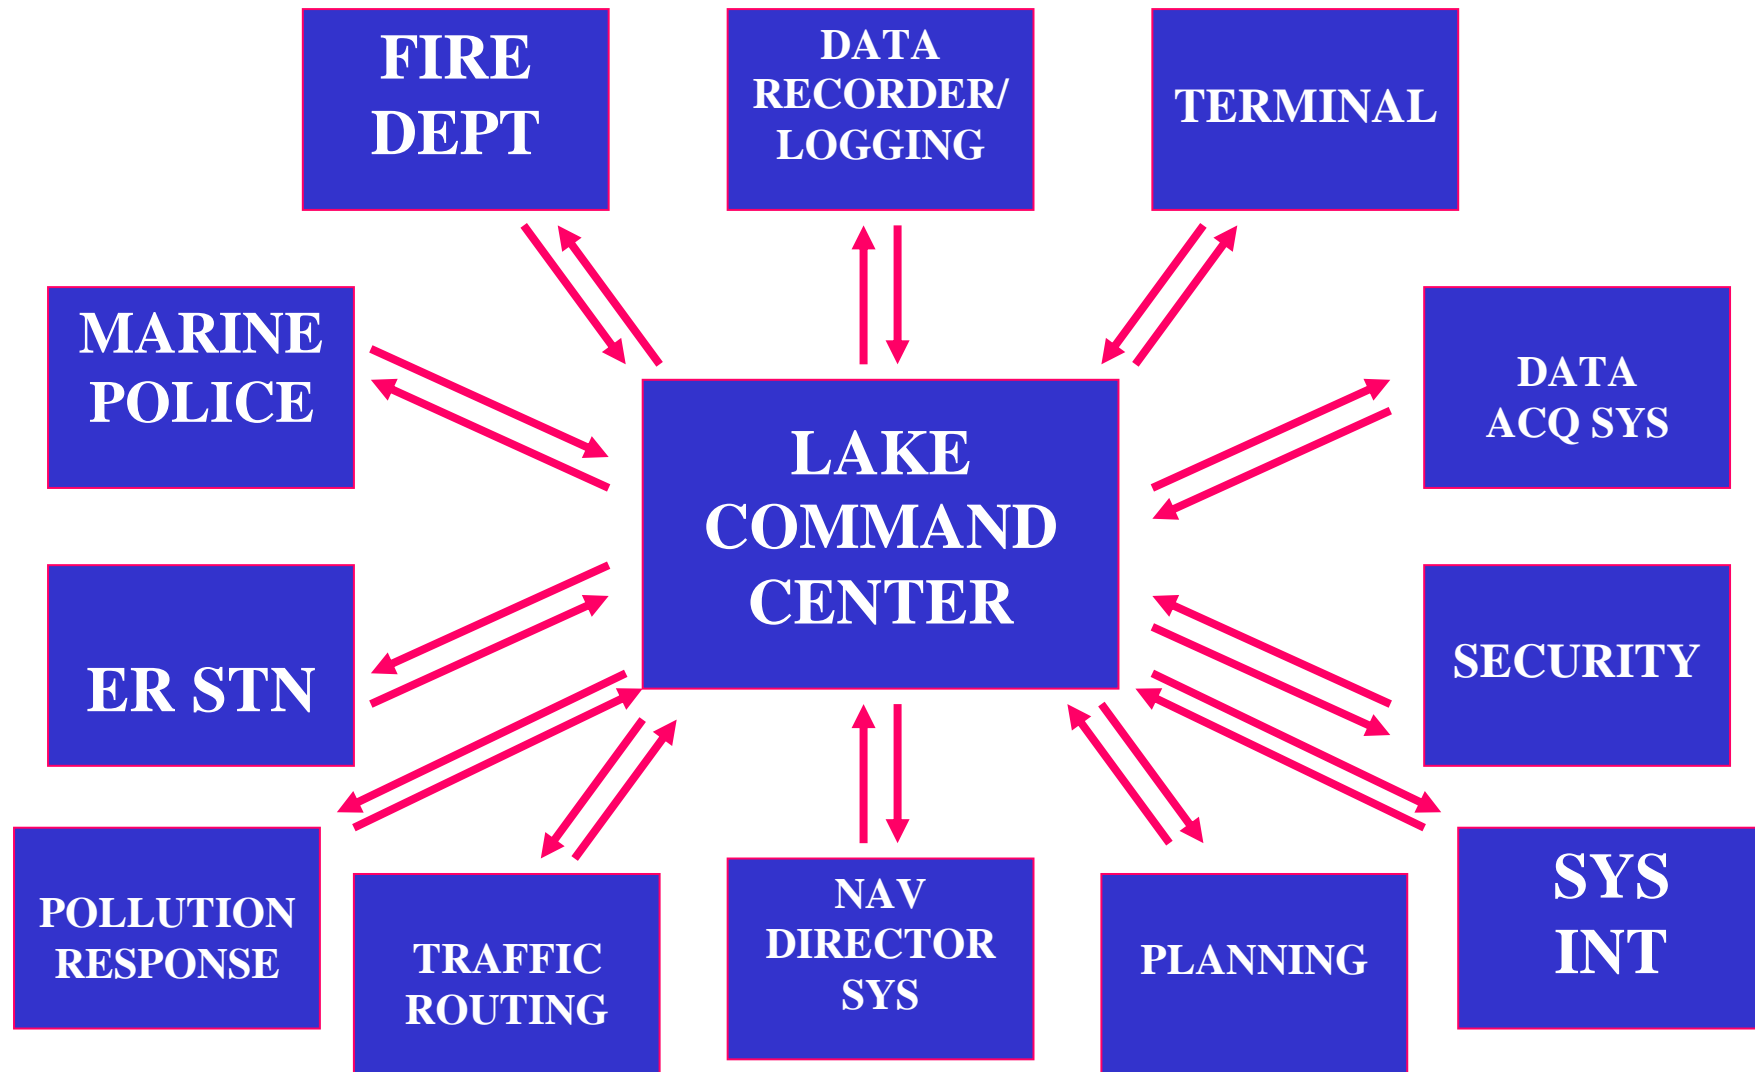 FIRE
DEPT
DATA
RECORDER/
LOGGING
TERMINAL
MARINE
POLICE
DATA
ACQ SYS
LAKE
COMMAND
CENTER
ER STN
SECURITY
POLLUTION
RESPONSE
TRAFFIC
ROUTING
NAV
DIRECTOR
SYS
PLANNING
SYS
INT